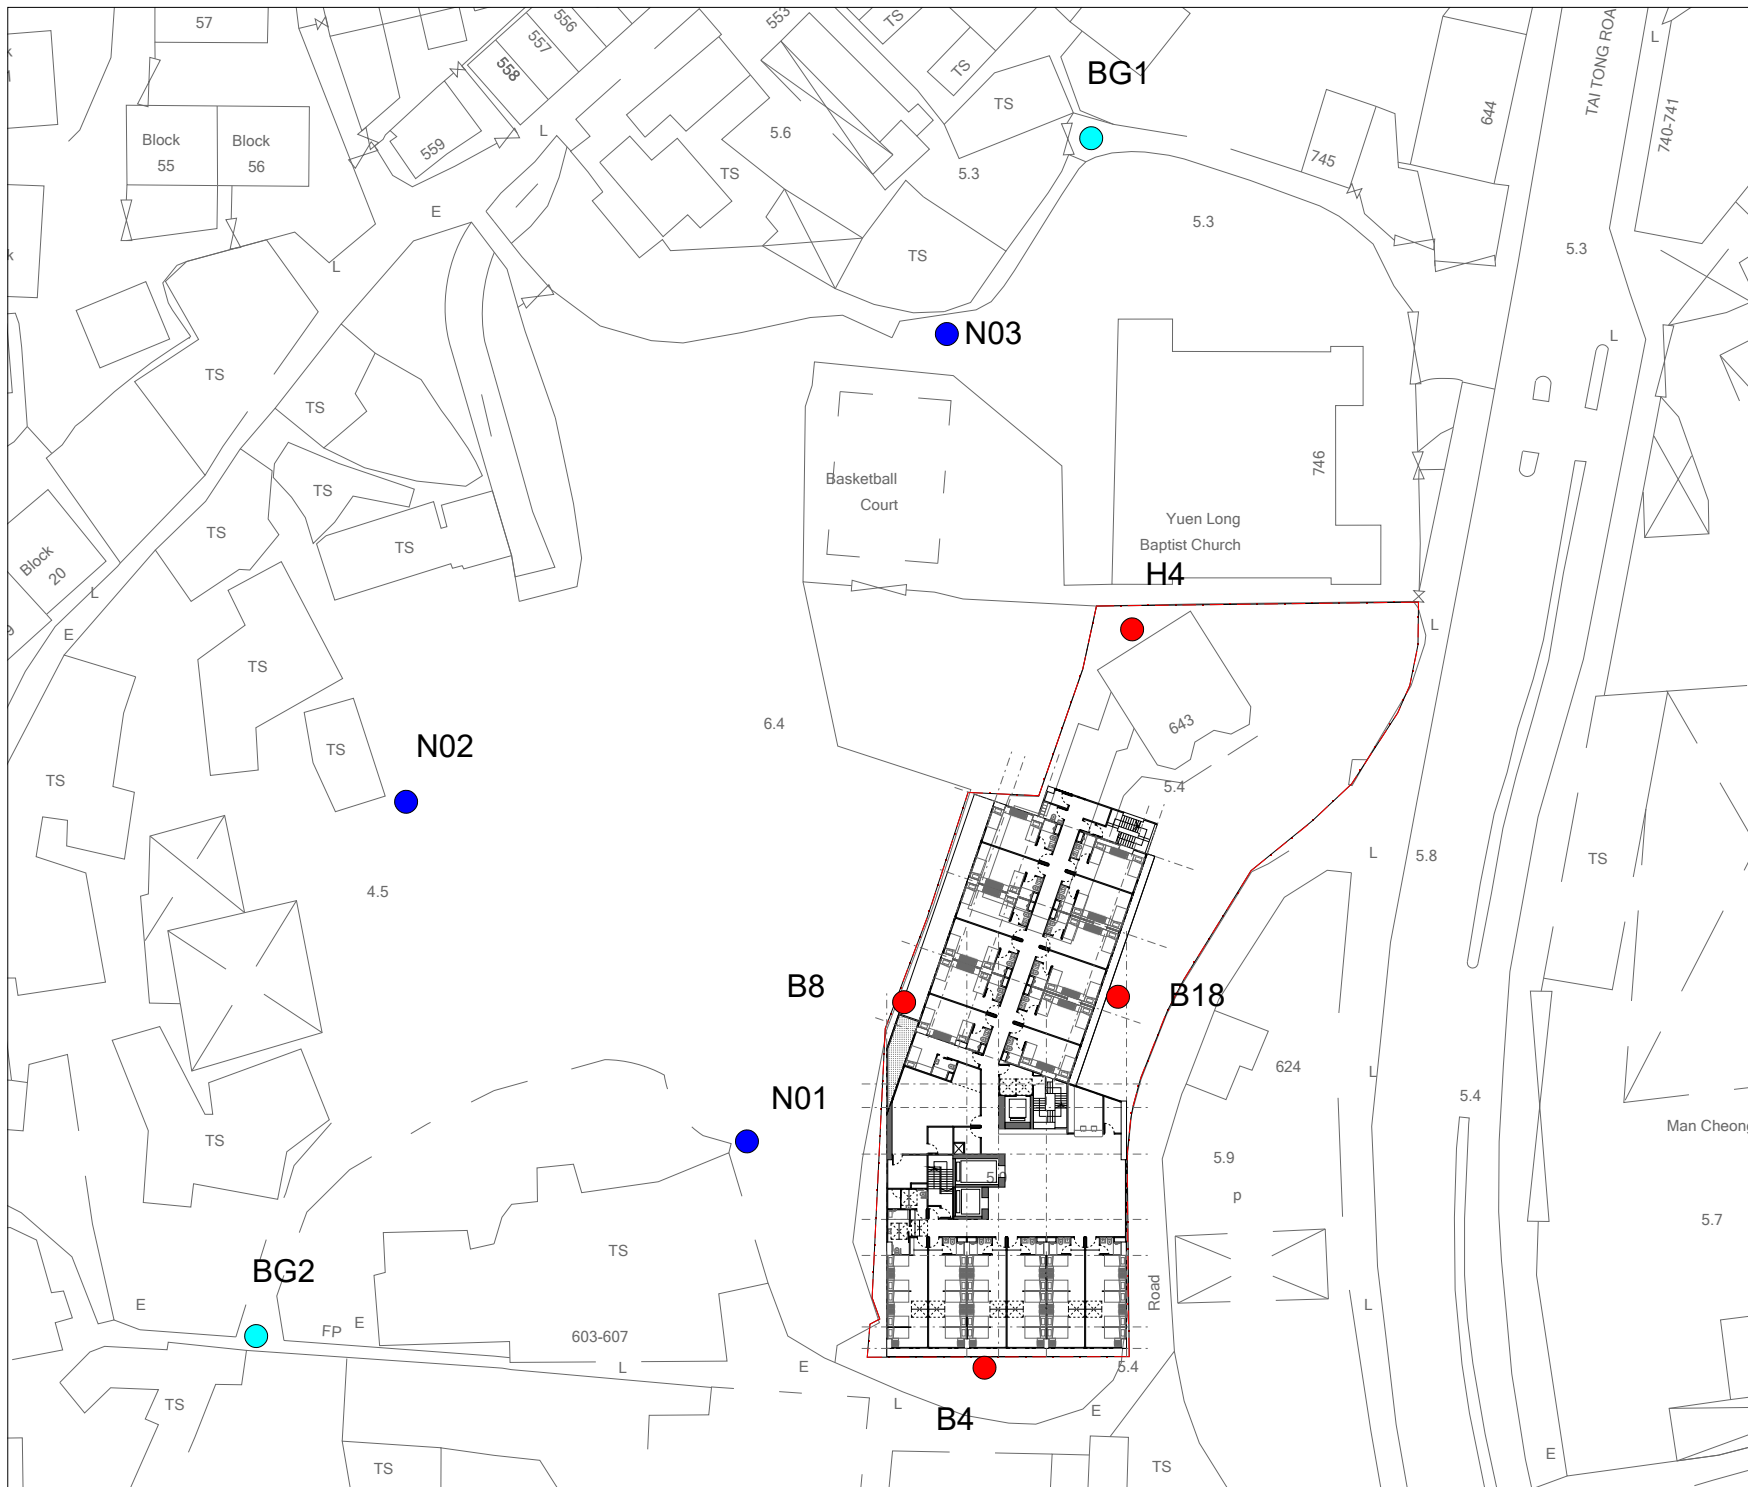 57
556
557
558
553
TS
TS
BG1
644
TAI TONG ROA
L
740-741
Block
55
Block
56
559
L
5.6
TS
TS
5.3
745
E
5.3
5.3
TS
L
N03
L
TS
TS
TS
TS
TS
Basketball
Court
746
Yuen Long
Baptist Church
H4
Block
20
L
E
L
TS
643
6.4
N02
TS
TS
5.4
L
5.8
TS
4.5
B8
B18
624
L
N01
5.4
Man Cheong
TS
5.9
p
5.7
TS
BG2
Road
E
FP
E
603-607
L
L
E
5.4
TS
L
B4
E
TS
TS
E